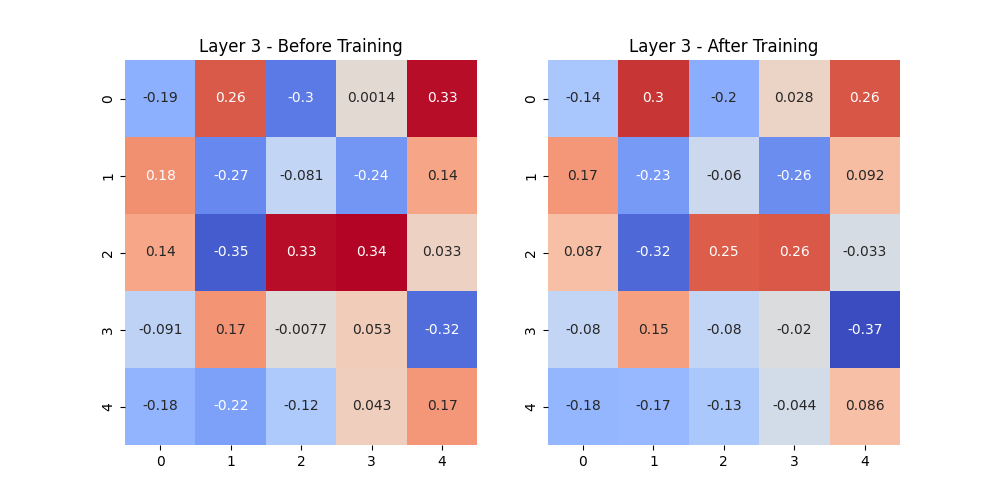 Layer 3 - Before Training
0 -0.19 0.26 -0.3 0.0014 0.33
1 0.18 -0.27 -0.081 -0.24 0.14
2 0.14 -0.35 0.33 0.34 0.033
3 -0.091 0.17 -0.0077 0.053 -0.32
4 -0.18 -0.22 -0.12 0.043 0.17
0 1 2 3 4
Layer 3 - After Training
0 -0.14 0.3 -0.2 0.028 0.26
1 0.17 -0.23 -0.06 -0.26 0.092
2 0.087 -0.32 0.25 0.26 -0.033
3 -0.08 0.15 -0.08 -0.02 -0.37
4 -0.18 -0.17 -0.13 -0.044 0.086
0 1 2 3 4